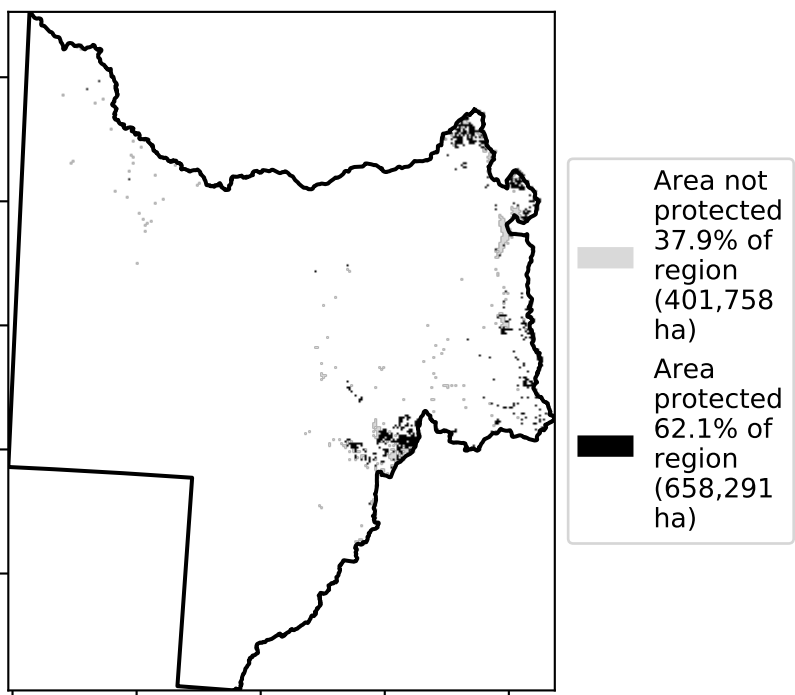 Area not
protected
37.9% of
region
(401,758
ha)
Area
protected
62.1% of
region
(658,291
ha)